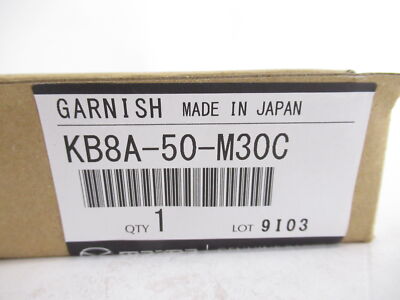 GARNISH MADE IN JAPAN
KB8A-50-M30C
QTY 1 LOT 9I03